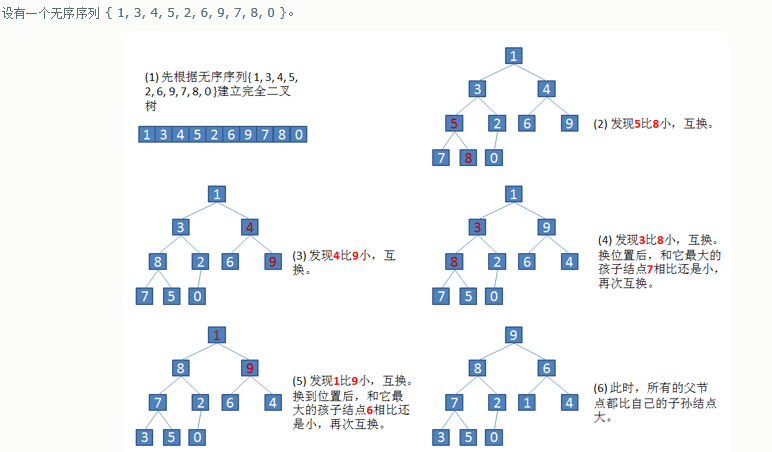 设有一个无序序列 { 1, 3, 4, 5, 2, 6, 9, 7, 8, 0 }。
(1) 先根据无序序列{ 1, 3, 4, 5,
2, 6, 9, 7, 8, 0 }建立完全二叉
树
1 3 4 5 2 6 9 7 8 0
1
3 4
5 2 6 9
7 8 0
(2) 发现5比8小，互换。
1
3 4
8 2 6 9
7 5 0
(3) 发现4比9小，互
换。
1
3 9
8 2 6 4
7 5 0
(4) 发现3比8小，互换。
换位置后，和它最大的
孩子结点7相比还是小，
再次互换。
1
8 9
7 2 6 4
3 5 0
(5) 发现1比9小，互换。
换到位置后，和它最
大的孩子结点6相比还
是小，再次互换。
9
8 6
7 2 1 4
3 5 0
(6) 此时，所有的父节
点都比自己的子孙结点
大。